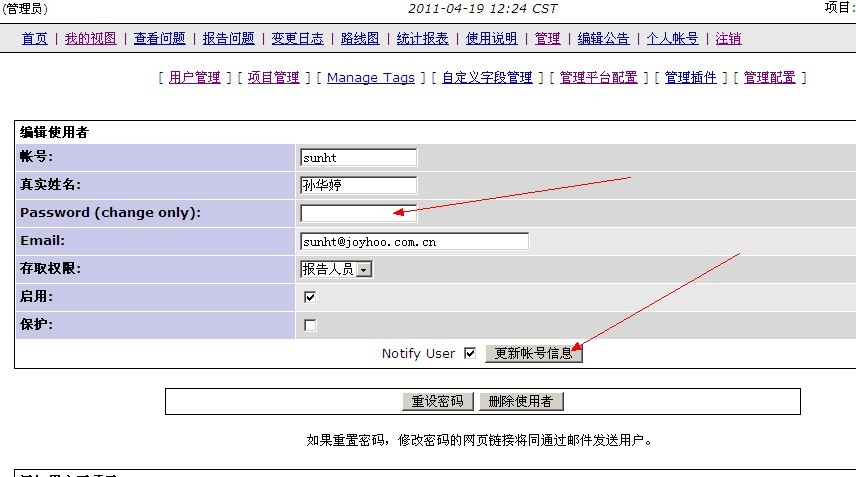 (管理员) 2011-04-19 12:24 CST 项目:
首页 | 我的视图 | 查看问题 | 报告问题 | 变更日志 | 路线图 | 统计报表 | 使用说明 | 管理 | 编辑公告 | 个人帐号 | 注销
[ 用户管理 ] [ 项目管理 ] [ Manage Tags ] [ 自定义字段管理 ] [ 管理平台配置 ] [ 管理插件 ] [ 管理配置 ]
编辑使用者
帐号: sunht
真实姓名: 孙华婷
Password (change only):
Email: sunht@joyhoo.com.cn
存取权限: 报告人员
启用:
保护:
Notify User 更新帐号信息
重设密码 删除使用者
如果重置密码，修改密码的网页链接将同通过邮件发送用户。